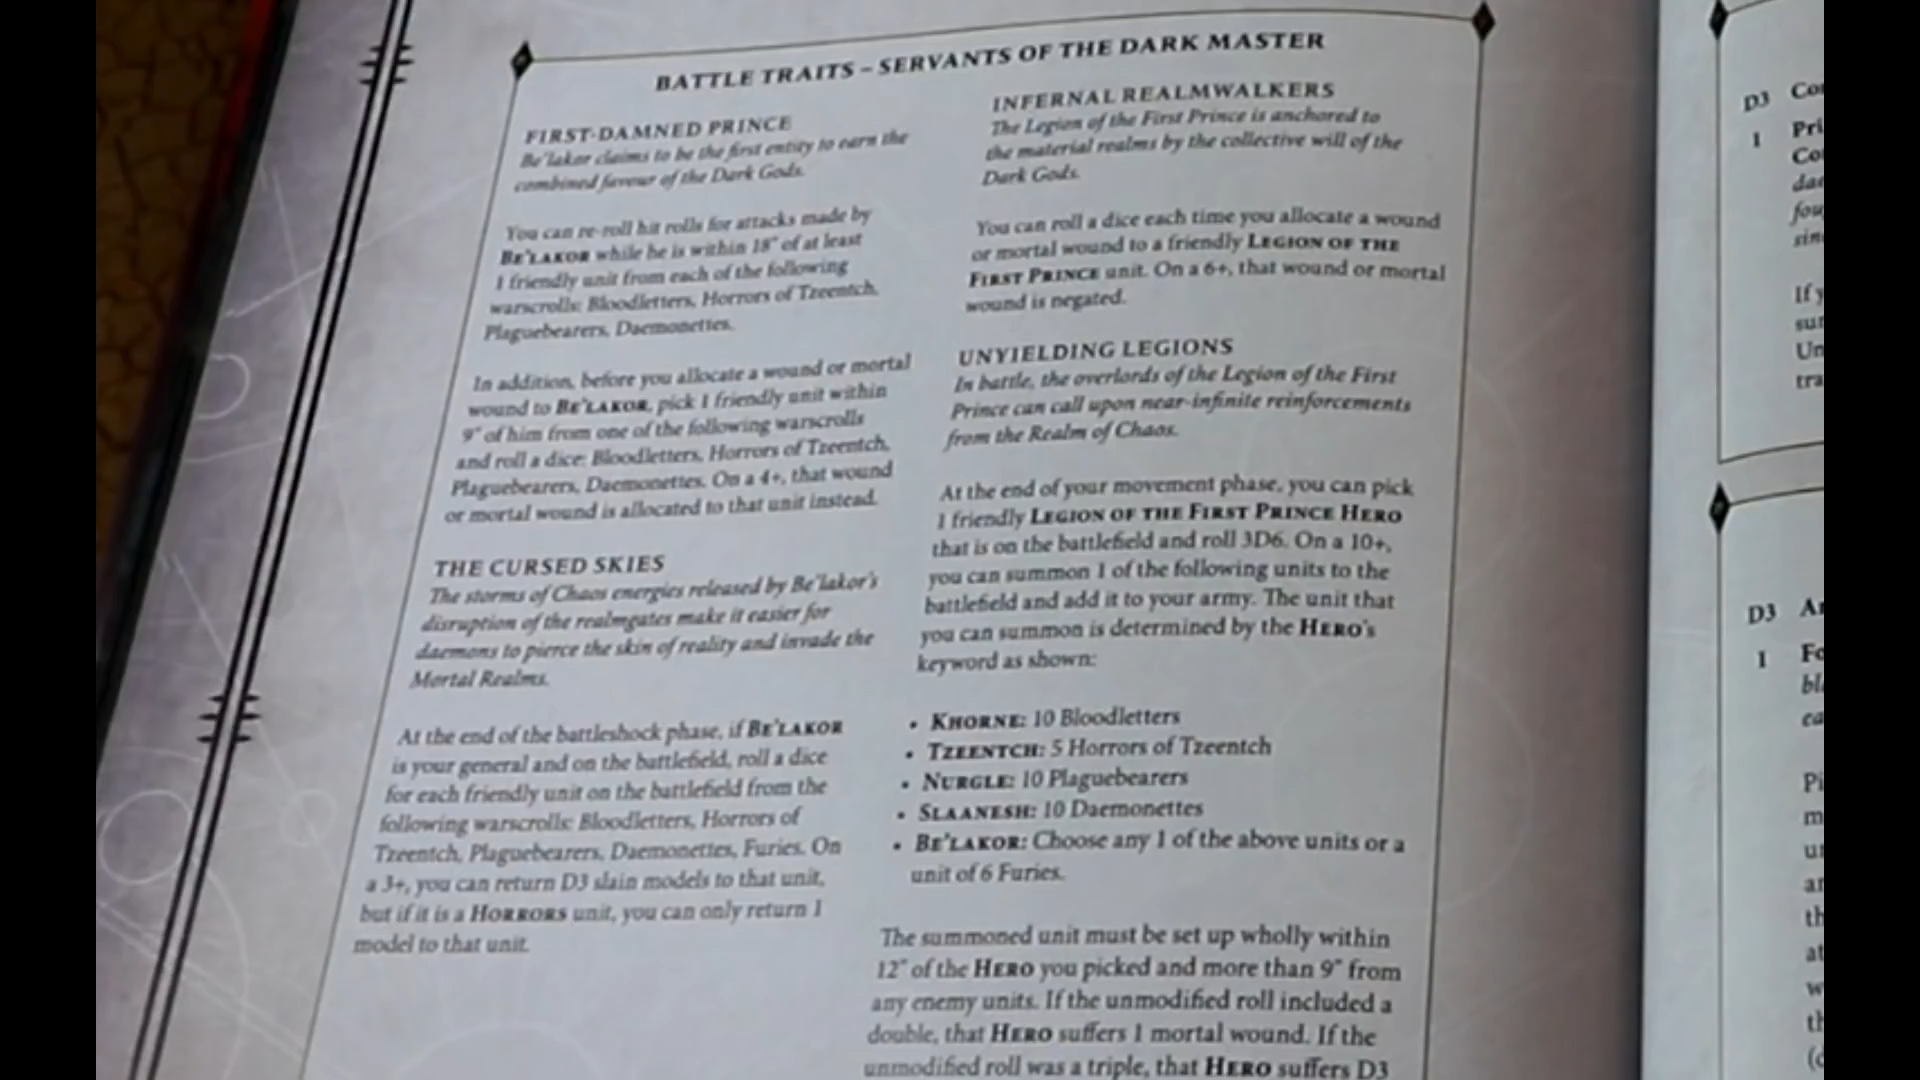 BATTLE TRAITS – SERVANTS OF THE DARK MASTER
FIRST-DAMNED PRINCE
Be'lakor claims to be the first entity to earn the
combined favour of the Dark Gods.
You can re-roll hit rolls for attacks made by
BE'LAKOR while he is within 18" of at least
1 friendly unit from each of the following
warscrolls: Bloodletters, Horrors of Tzeentch,
Plaguebearers, Daemonettes.
In addition, before you allocate a wound or mortal
wound to BE'LAKOR, pick 1 friendly unit within
9" of him from one of the following warscrolls
and roll a dice: Bloodletters, Horrors of Tzeentch,
Plaguebearers, Daemonettes. On a 4+, that wound
or mortal wound is allocated to that unit instead.
THE CURSED SKIES
The storms of Chaos energies released by Be'lakor's
disruption of the realmgates make it easier for
daemons to pierce the skin of reality and invade the
Mortal Realms.
At the end of the battleshock phase, if BE'LAKOR
is your general and on the battlefield, roll a dice
for each friendly unit on the battlefield from the
following warscrolls: Bloodletters, Horrors of
Tzeentch, Plaguebearers, Daemonettes, Furies. On
a 3+, you can return D3 slain models to that unit,
but if it is a HORRORS unit, you can only return 1
model to that unit.
INFERNAL REALMWALKERS
The Legion of the First Prince is anchored to
the material realms by the collective will of the
Dark Gods.
You can roll a dice each time you allocate a wound
or mortal wound to a friendly LEGION OF THE
FIRST PRINCE unit. On a 6+, that wound or mortal
wound is negated.
UNYIELDING LEGIONS
In battle, the overlords of the Legion of the First
Prince can call upon near-infinite reinforcements
from the Realm of Chaos.
At the end of your movement phase, you can pick
1 friendly LEGION OF THE FIRST PRINCE HERO
that is on the battlefield and roll 3D6. On a 10+,
you can summon 1 of the following units to the
battlefield and add it to your army. The unit that
you can summon is determined by the HERO's
keyword as shown:
• KHORNE: 10 Bloodletters
• TZEENTCH: 5 Horrors of Tzeentch
• NURGLE: 10 Plaguebearers
• SLAANESH: 10 Daemonettes
• BE'LAKOR: Choose any 1 of the above units or a
unit of 6 Furies.
The summoned unit must be set up wholly within
12" of the HERO you picked and more than 9" from
any enemy units. If the unmodified roll included a
double, that HERO suffers 1 mortal wound. If the
unmodified roll was a triple, that HERO suffers D3
D3
1
If
D3
1